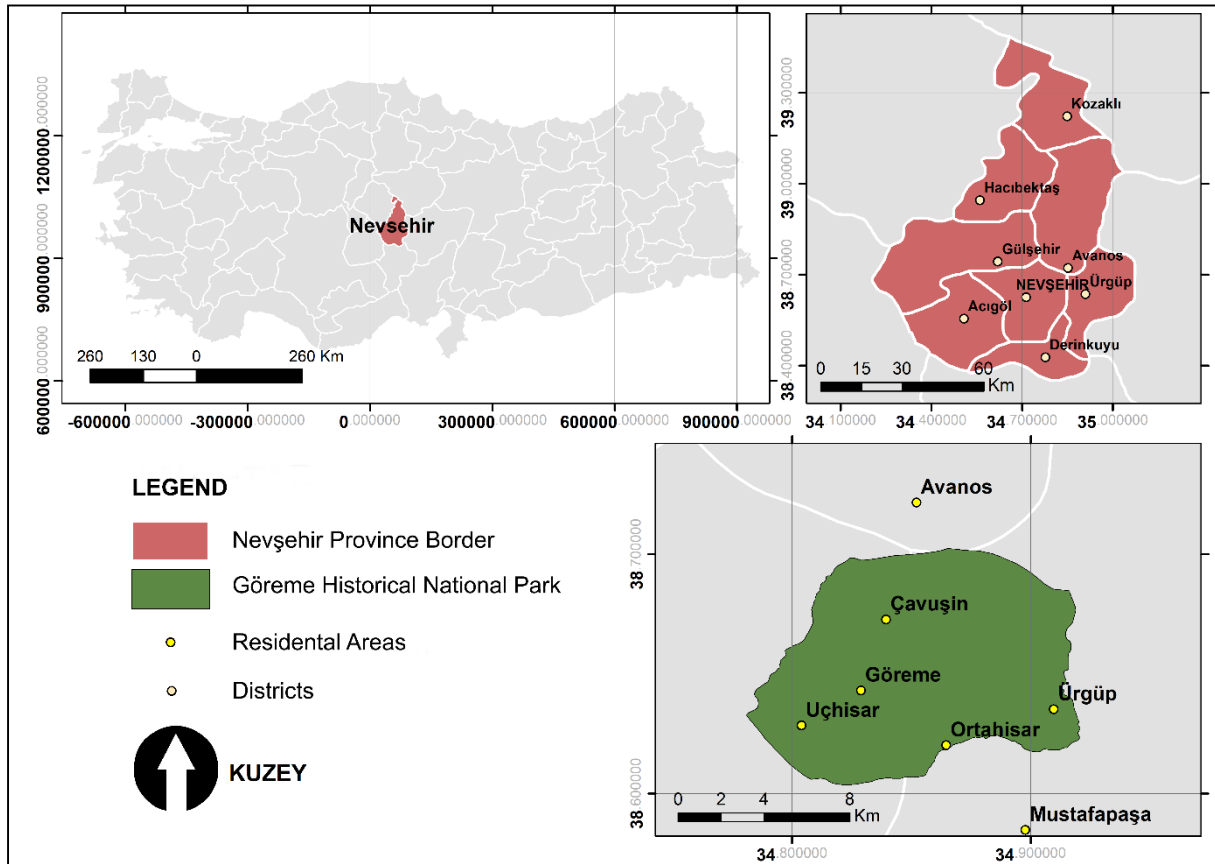 1200000.000000
900000.000000
600000.000000
Nevsehir
260 130 0 260 Km
-600000.000000 -300000.000000 0.000000 300000.000000 600000.000000 900000.000000
39.300000
39.000000
38.700000
38.400000
Kozaklı
Hacıbektaş
Gülşehir
Avanos
NEVŞEHİR
Ürgüp
Acıgöl
Derinkuyu
0 15 30 60
Km
34.100000 34.400000 34.700000 35.000000
LEGEND
Nevşehir Province Border
Göreme Historical National Park
Residental Areas
Districts
KUZEY
38.700000
38.600000
Avanos
Çavuşin
Göreme
Ürgüp
Uçhisar
Ortahisar
0 2 4 8
Km
Mustafapaşa
34.800000 34.900000